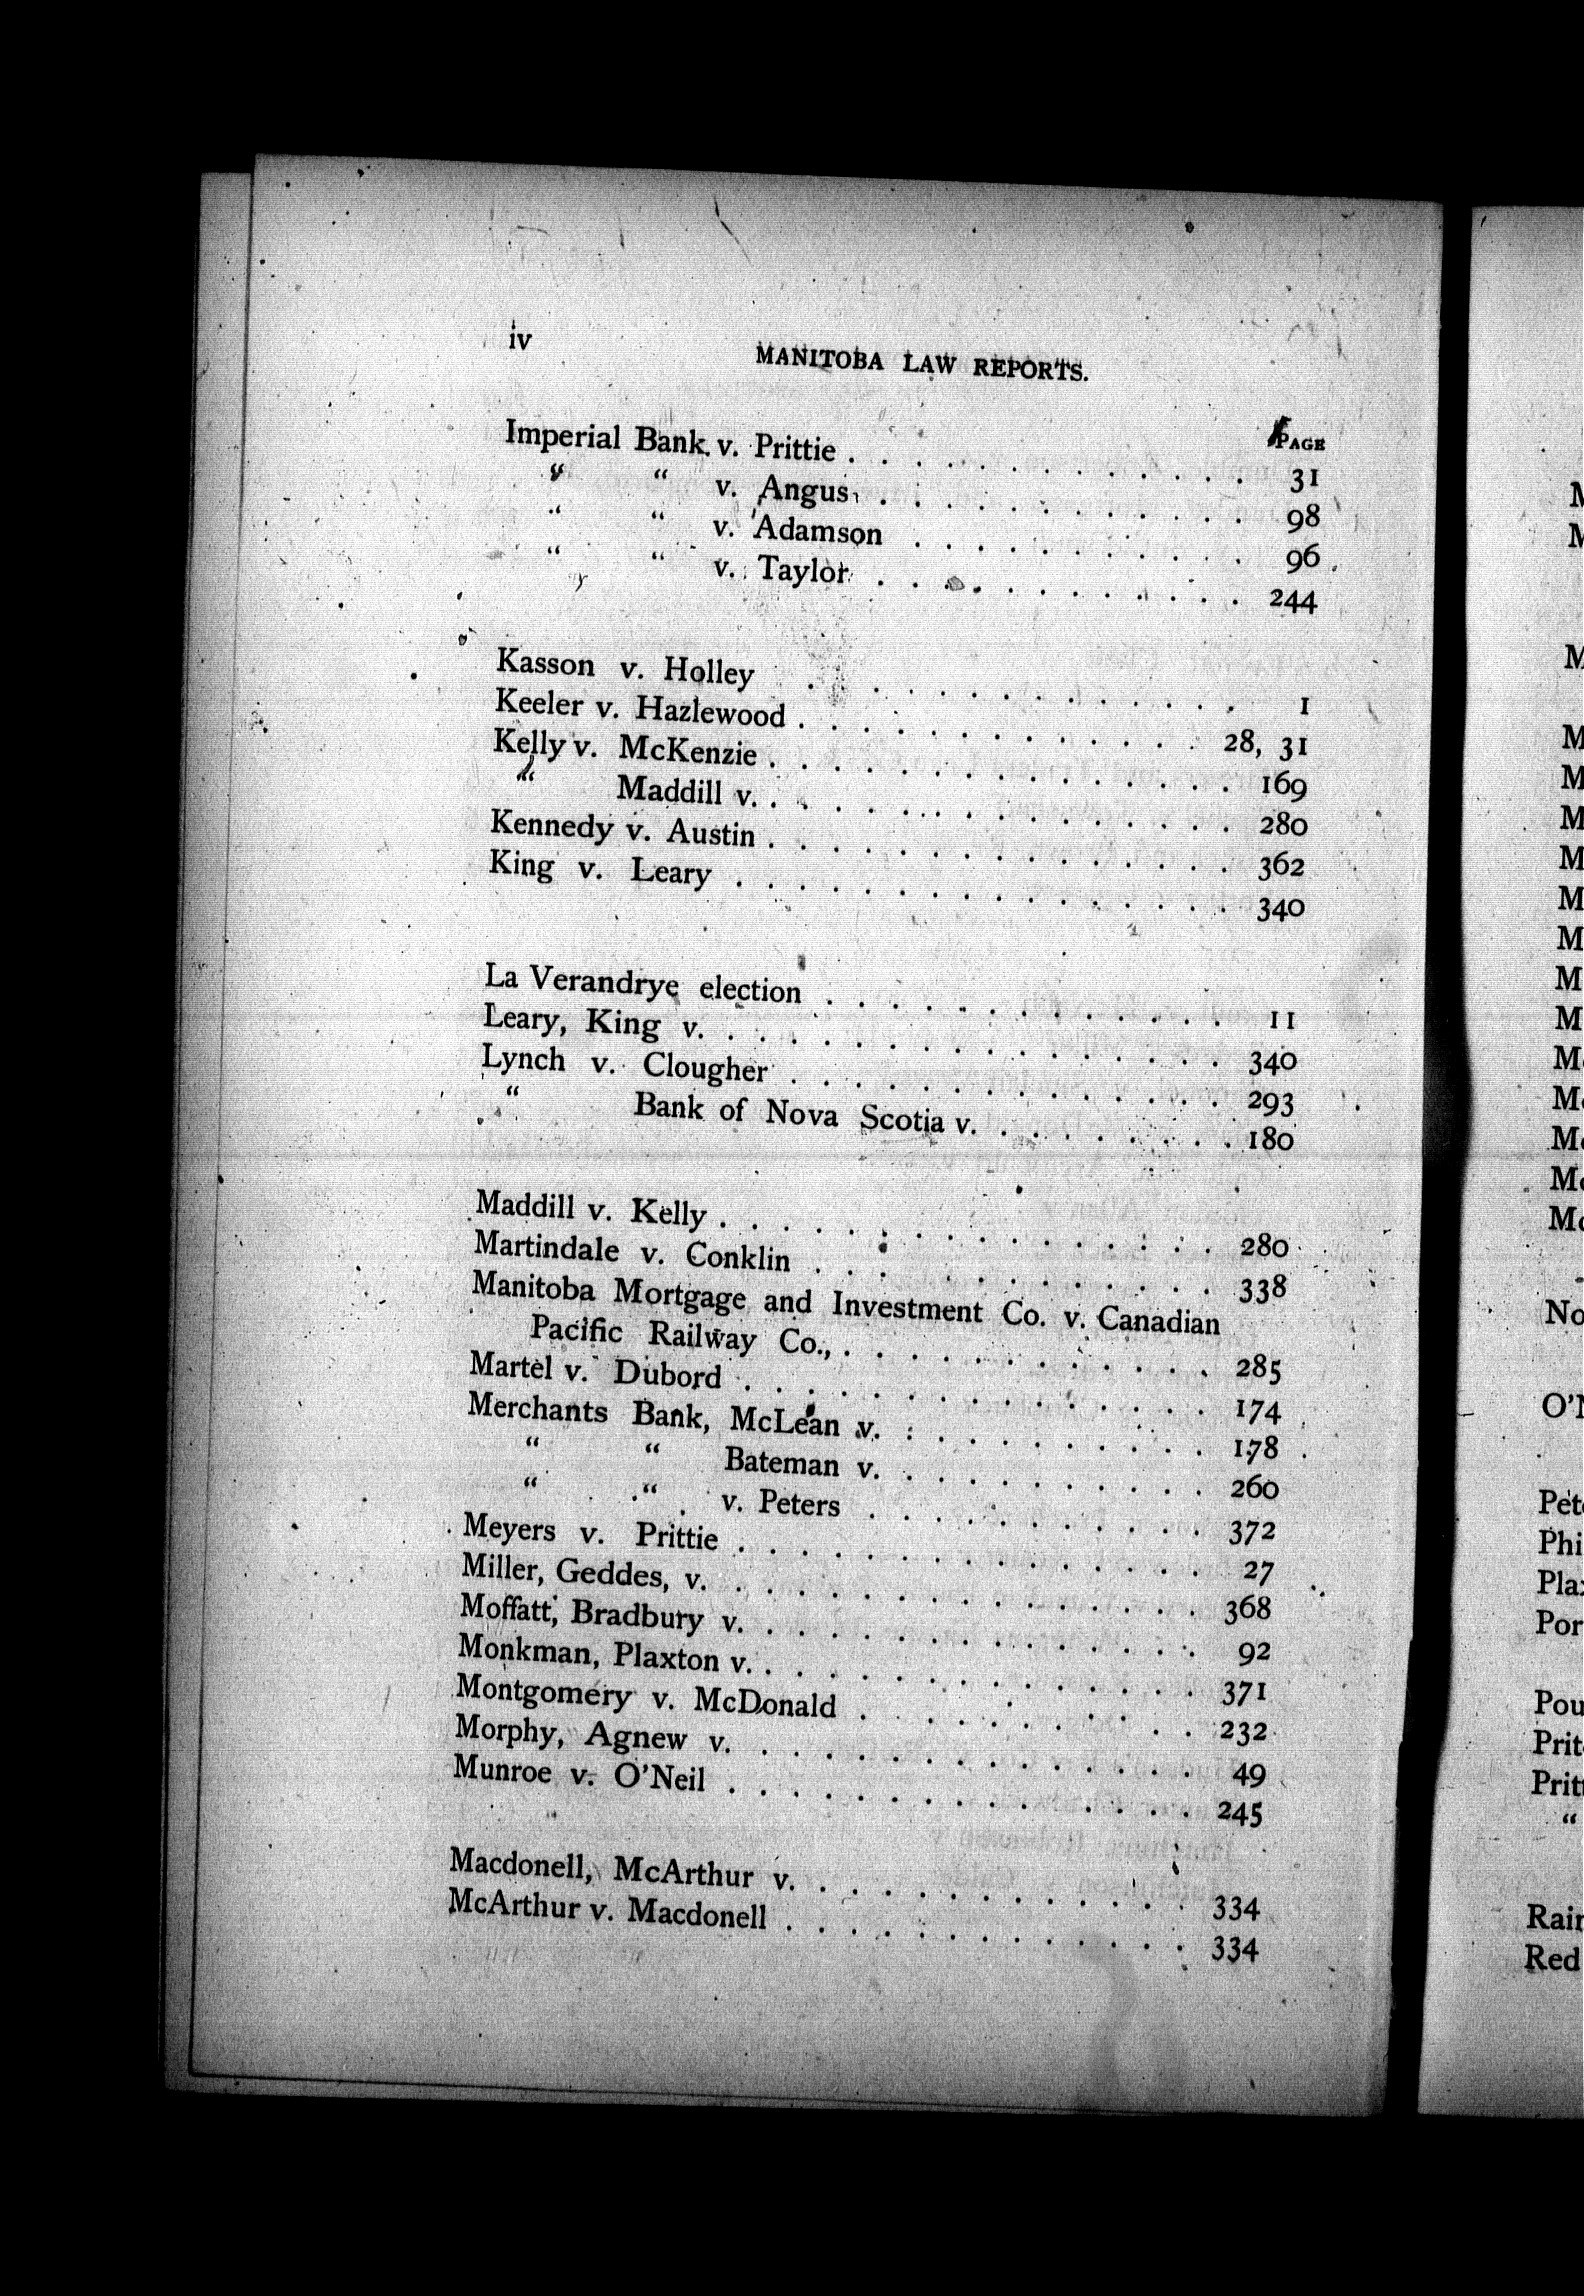 iv
MANITOBA LAW REPORTS.
PAGE
Imperial Bank v. Prittie . . . . . . . . . . . . 31
“ “ v. Angus . . . . . . . . . . . . 98
“ “ v. Adamson . . . . . . . . . . . 96
“ “ v. Taylor . . . . . . . . . . . . 244
Kasson v. Holley . . . . . . . . . . . . . . 1
Keeler v. Hazlewood . . . . . . . . . . . . . 28, 31
Kelly v. McKenzie . . . . . . . . . . . . . . 169
“ Maddill v. . . . . . . . . . . . . . . 280
Kennedy v. Austin . . . . . . . . . . . . . . 362
King v. Leary . . . . . . . . . . . . . . . 340
La Verandrye election . . . . . . . . . . . . 11
Leary, King v. . . . . . . . . . . . . . . . 340
Lynch v. Clougher . . . . . . . . . . . . . . 293
“ Bank of Nova Scotia v. . . . . . . . . 180
Maddill v. Kelly . . . . . . . . . . . . . . . 280
Martindale v. Conklin . . . . . . . . . . . . 338
Manitoba Mortgage and Investment Co. v. Canadian
Pacific Railway Co., . . . . . . . . . . . . 285
Martel v. Dubord . . . . . . . . . . . . . . 174
Merchants Bank, McLean v. . . . . . . . . . . 178
“ “ Bateman v. . . . . . . . . . . 260
“ “ v. Peters . . . . . . . . . . . 372
Meyers v. Prittie . . . . . . . . . . . . . . 27
Miller, Geddes, v. . . . . . . . . . . . . . . . 368
Moffatt, Bradbury v. . . . . . . . . . . . . . . 92
Monkman, Plaxton v. . . . . . . . . . . . . . . 371
Montgomery v. McDonald . . . . . . . . . . . 232
Morphy, Agnew v. . . . . . . . . . . . . . . . 49
Munroe v. O’Neil . . . . . . . . . . . . . . . 245
Macdonell, McArthur v. . . . . . . . . . . . . 334
McArthur v. Macdonell . . . . . . . . . . . . . 334